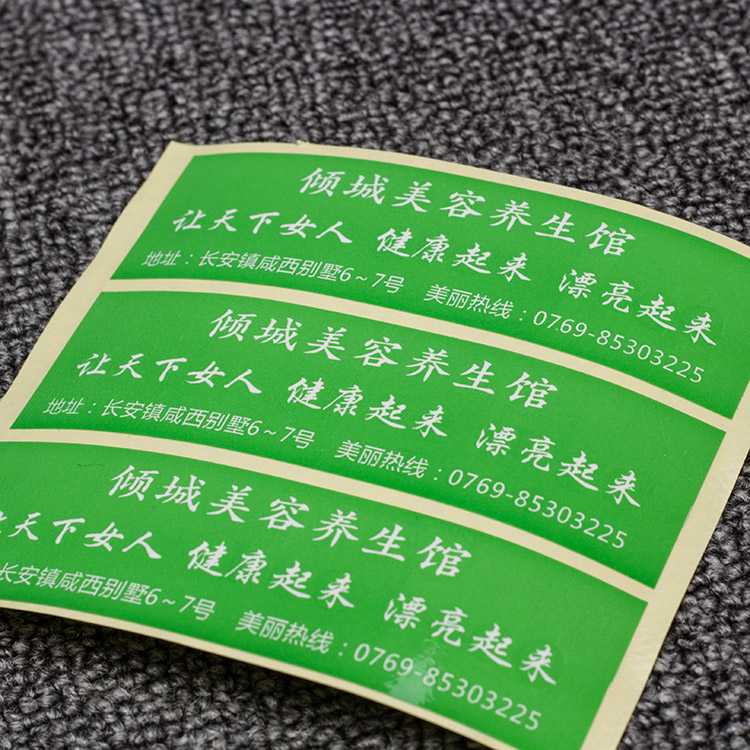 倾城美容养生馆
让天下女人 健康起来 漂亮起来
地址：长安镇咸西别墅6~7号 美丽热线：0769-85303225
倾城美容养生馆
让天下女人 健康起来 漂亮起来
地址：长安镇咸西别墅6~7号 美丽热线：0769-85303225
倾城美容养生馆
天下女人 健康起来 漂亮起来
长安镇咸西别墅6~7号 美丽热线：0769-85303225